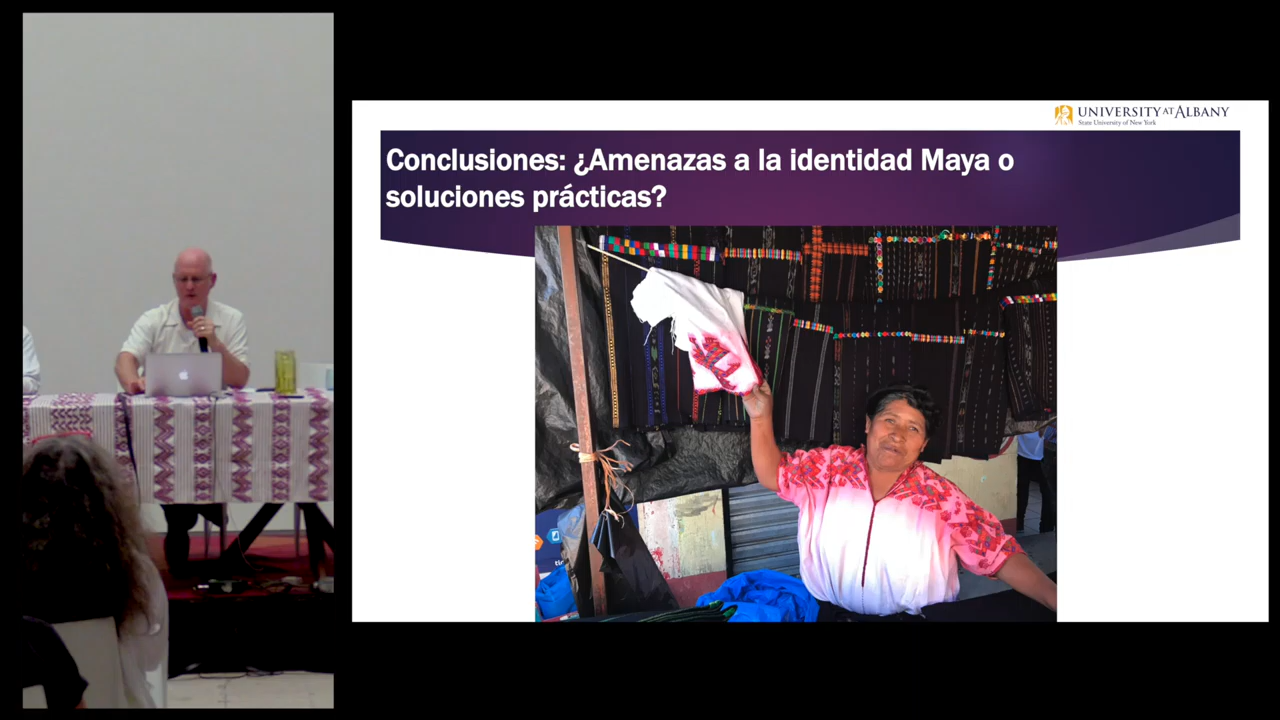 UNIVERSITY AT ALBANY
State University of New York
Conclusiones: ¿Amenazas a la identidad Maya o
soluciones prácticas?